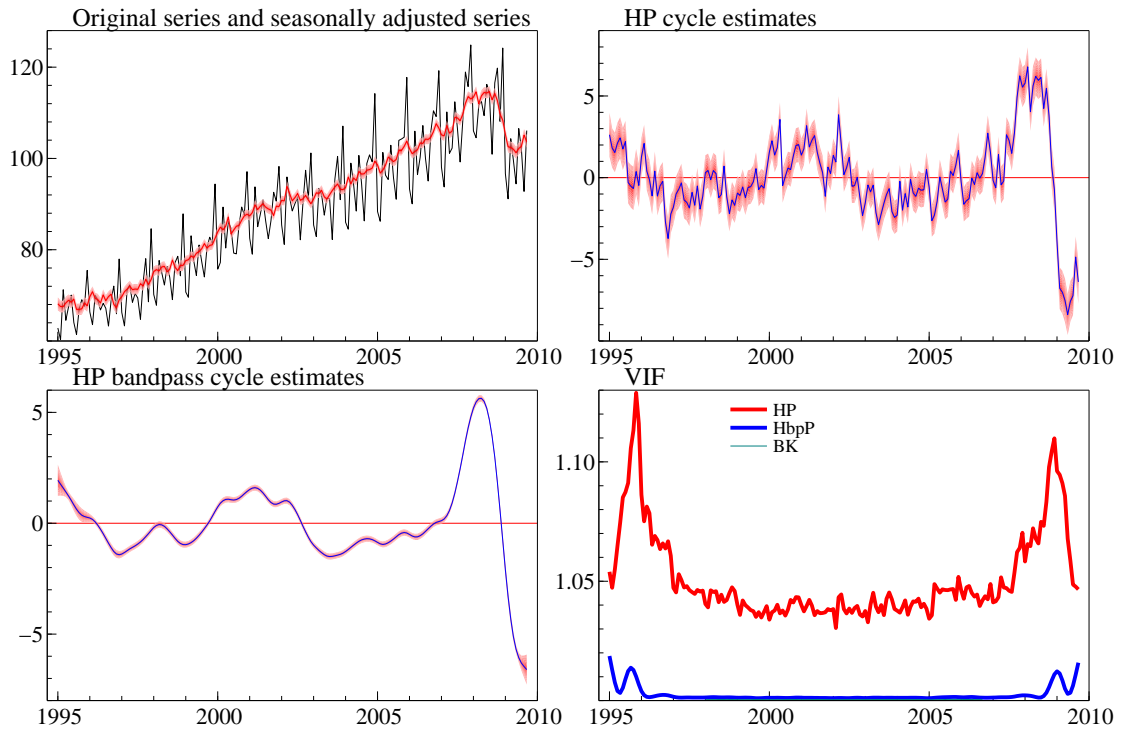 Original series and seasonally adjusted series
120
100
80
1995 2000 2005 2010
HP cycle estimates
5
0
−5
1995 2000 2005 2010
HP bandpass cycle estimates
5
0
−5
1995 2000 2005 2010
VIF
HP
HbpP
BK
1.10
1.05
1995 2000 2005 2010